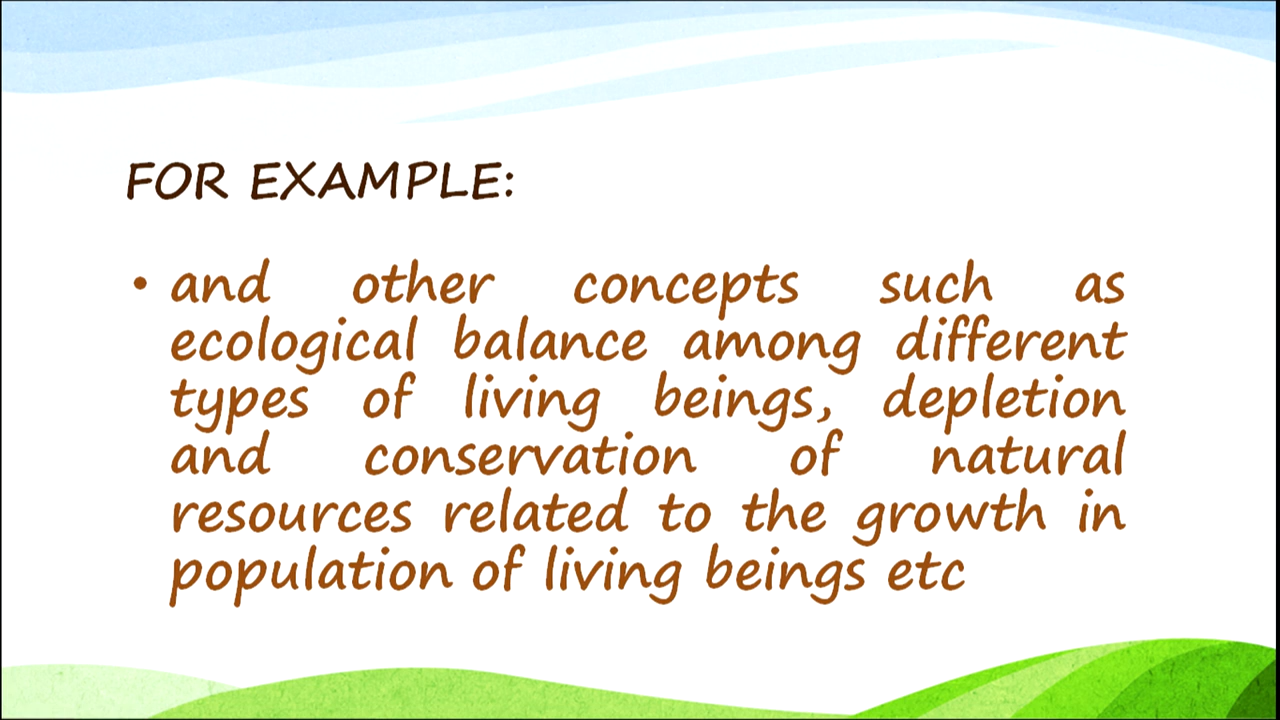 FOR EXAMPLE:
• and other concepts such as
ecological balance among different
types of living beings, depletion
and conservation of natural
resources related to the growth in
population of living beings etc